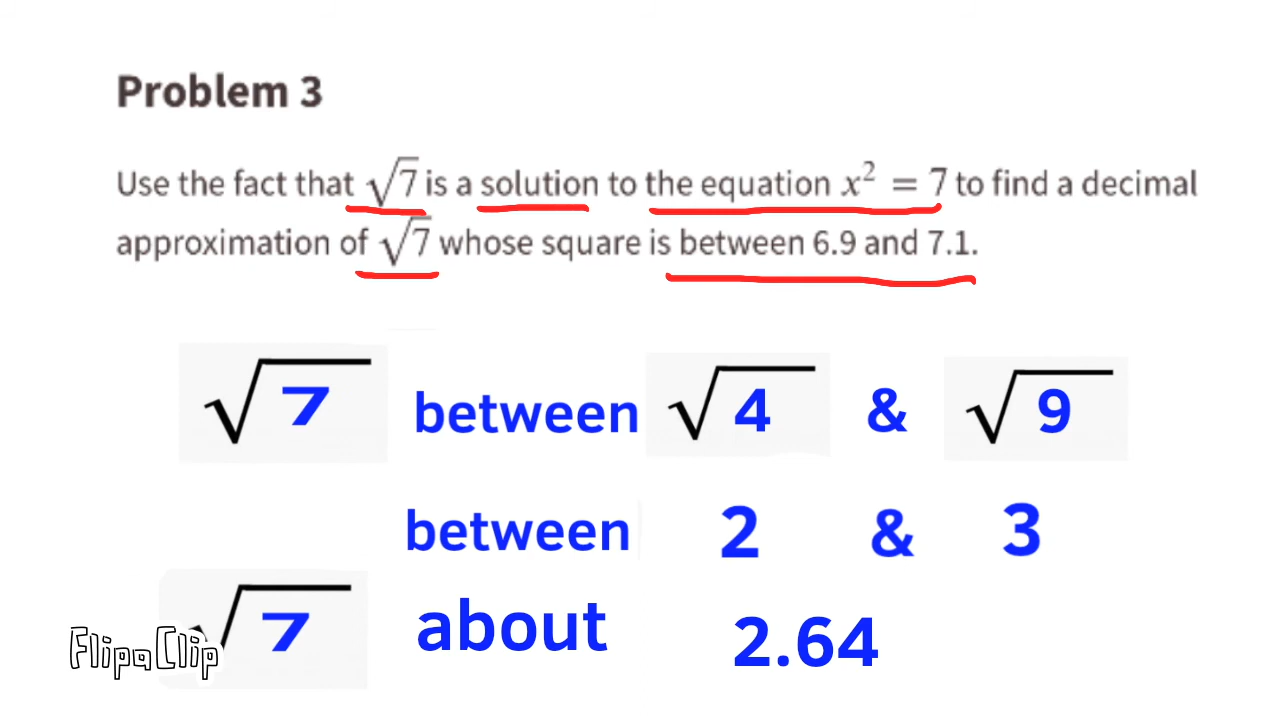 Problem 3
Use the fact that √7 is a solution to the equation x² = 7 to find a decimal
approximation of √7 whose square is between 6.9 and 7.1.
√7 between √4 & √9
between 2 & 3
√7 about 2.64
FlipaClip